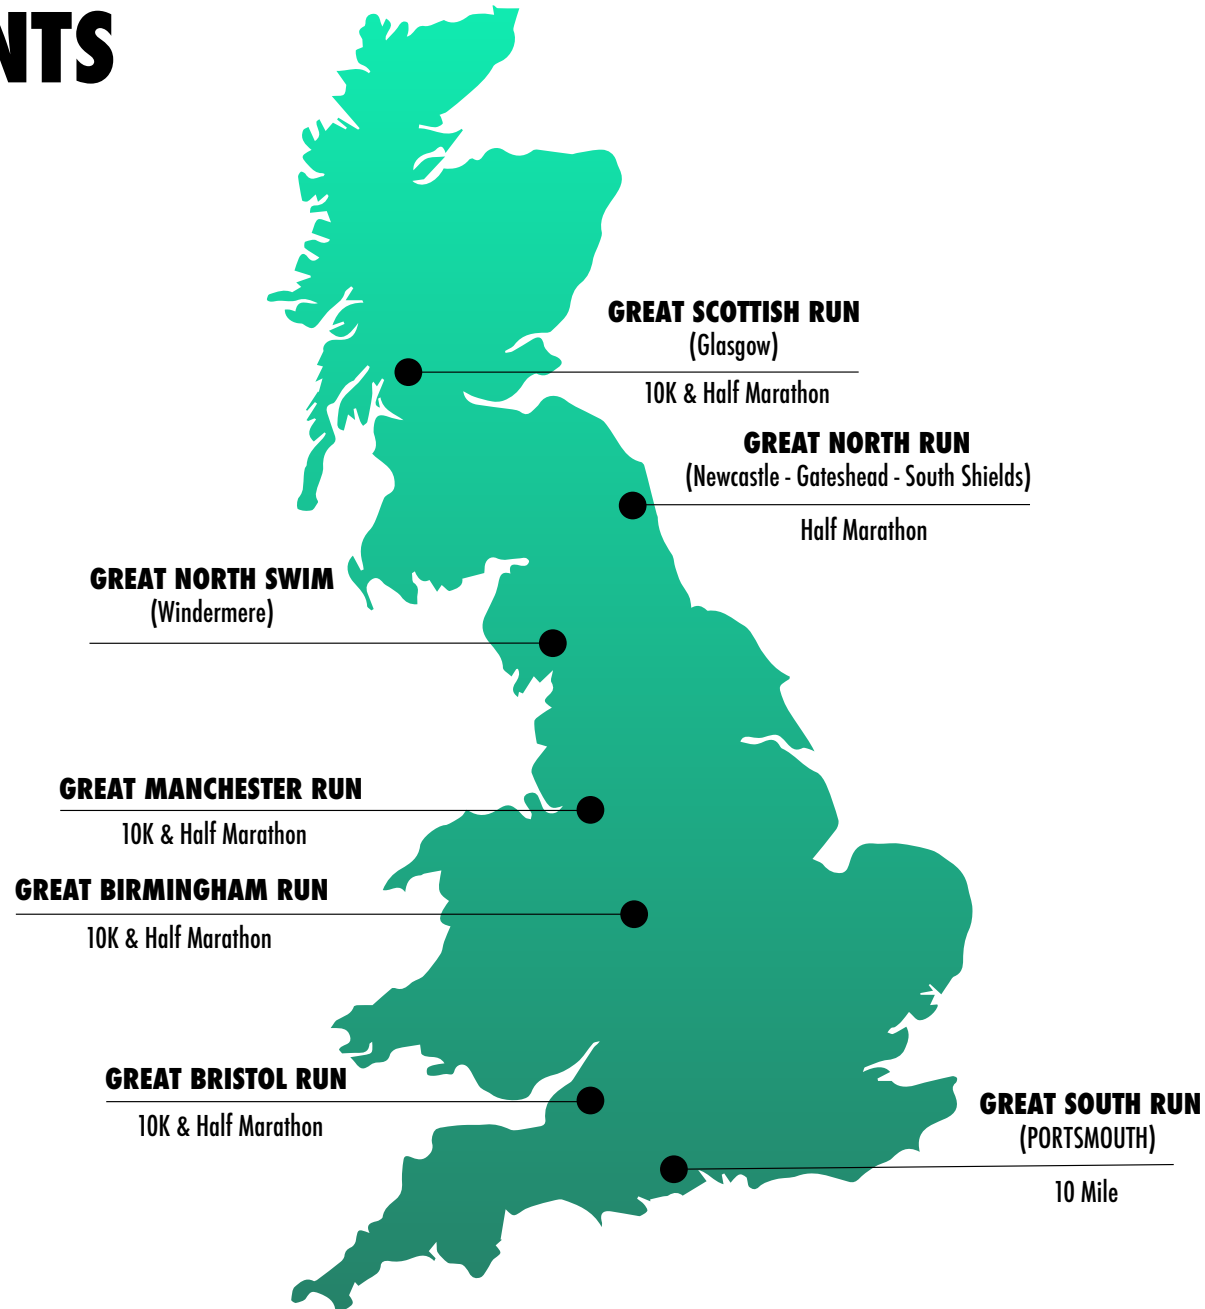 NTS
GREAT SCOTTISH RUN
(Glasgow)
10K & Half Marathon
GREAT NORTH RUN
(Newcastle - Gateshead - South Shields)
Half Marathon
GREAT NORTH SWIM
(Windermere)
GREAT MANCHESTER RUN
10K & Half Marathon
GREAT BIRMINGHAM RUN
10K & Half Marathon
GREAT BRISTOL RUN
10K & Half Marathon
GREAT SOUTH RUN
(PORTSMOUTH)
10 Mile